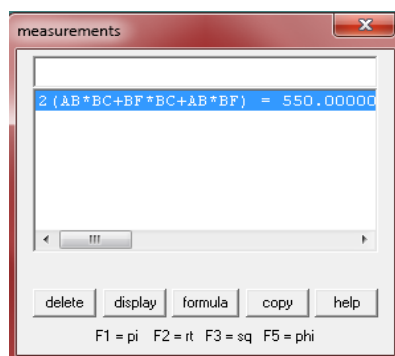 measurements
2(AB*BC+BF*BC+AB*BF) = 550.00000
delete display formula copy help
F1 = pi F2 = rt F3 = sq F5 = phi